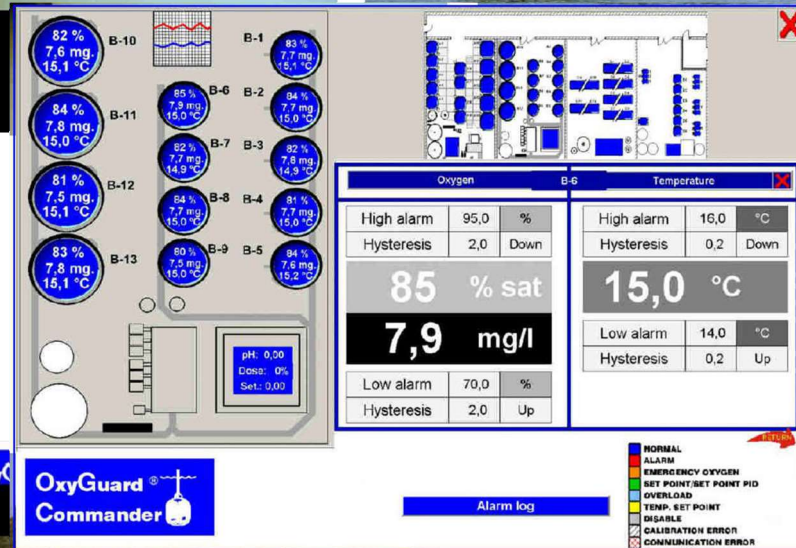 82 %
7,6 mg.
15,1 °C
B-10
84 %
7,8 mg.
15,0 °C
B-11
81 %
7,5 mg.
15,1 °C
B-12
83 %
7,8 mg.
15,1 °C
B-13
85 %
7,9 mg.
15,0 °C
B-6
82 %
7,7 mg.
14,9 °C
B-7
84 %
7,7 mg.
15,0 °C
B-8
80 %
7,5 mg.
15,0 °C
B-9
B-1
83 %
7,7 mg.
15,1 °C
B-2
84 %
7,7 mg.
15,0 °C
B-3
82 %
7,8 mg.
14,9 °C
B-4
81 %
7,7 mg.
15,0 °C
B-5
84 %
7,6 mg.
15,2 °C
pH: 0,00
Dose: 0%
Set.: 0,00
Oxygen B-6 Temperature
High alarm 95,0 %
Hysteresis 2,0 Down
85 % sat
7,9 mg/l
Low alarm 70,0 %
Hysteresis 2,0 Up
High alarm 16,0 °C
Hysteresis 0,2 Down
15,0 °C
Low alarm 14,0 °C
Hysteresis 0,2 Up
RETURN
OxyGuard ®
Commander
Alarm log
NORMAL
ALARM
EMERGENCY OXYGEN
SET POINT/SET POINT PID
OVERLOAD
TEMP. SET POINT
DISABLE
CALIBRATION ERROR
COMMUNICATION ERROR